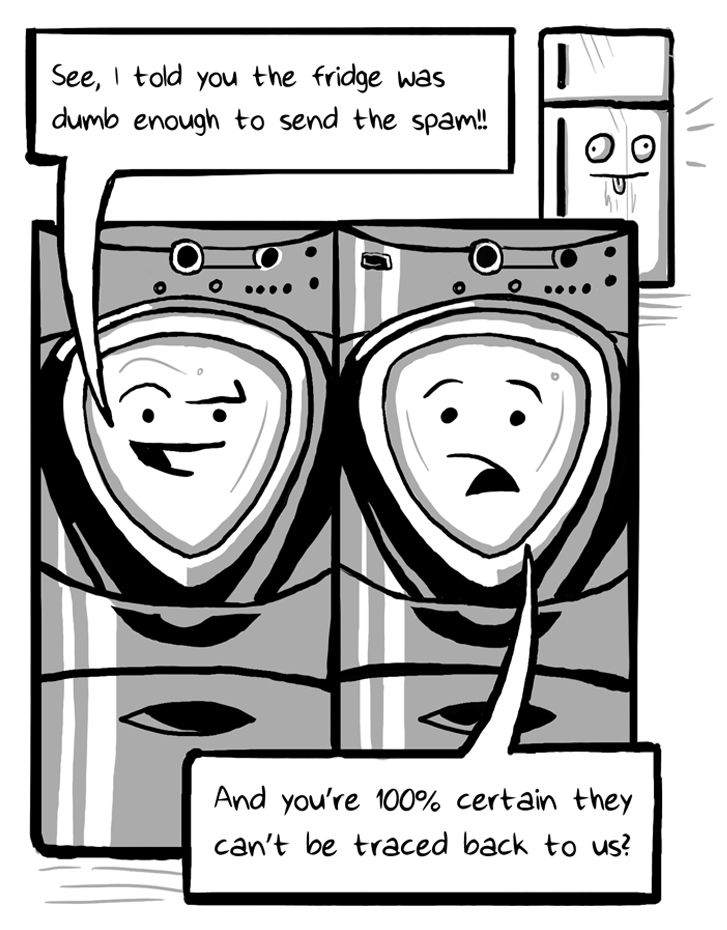 See, I told you the fridge was
dumb enough to send the spam!!
And you're 100% certain they
can't be traced back to us?